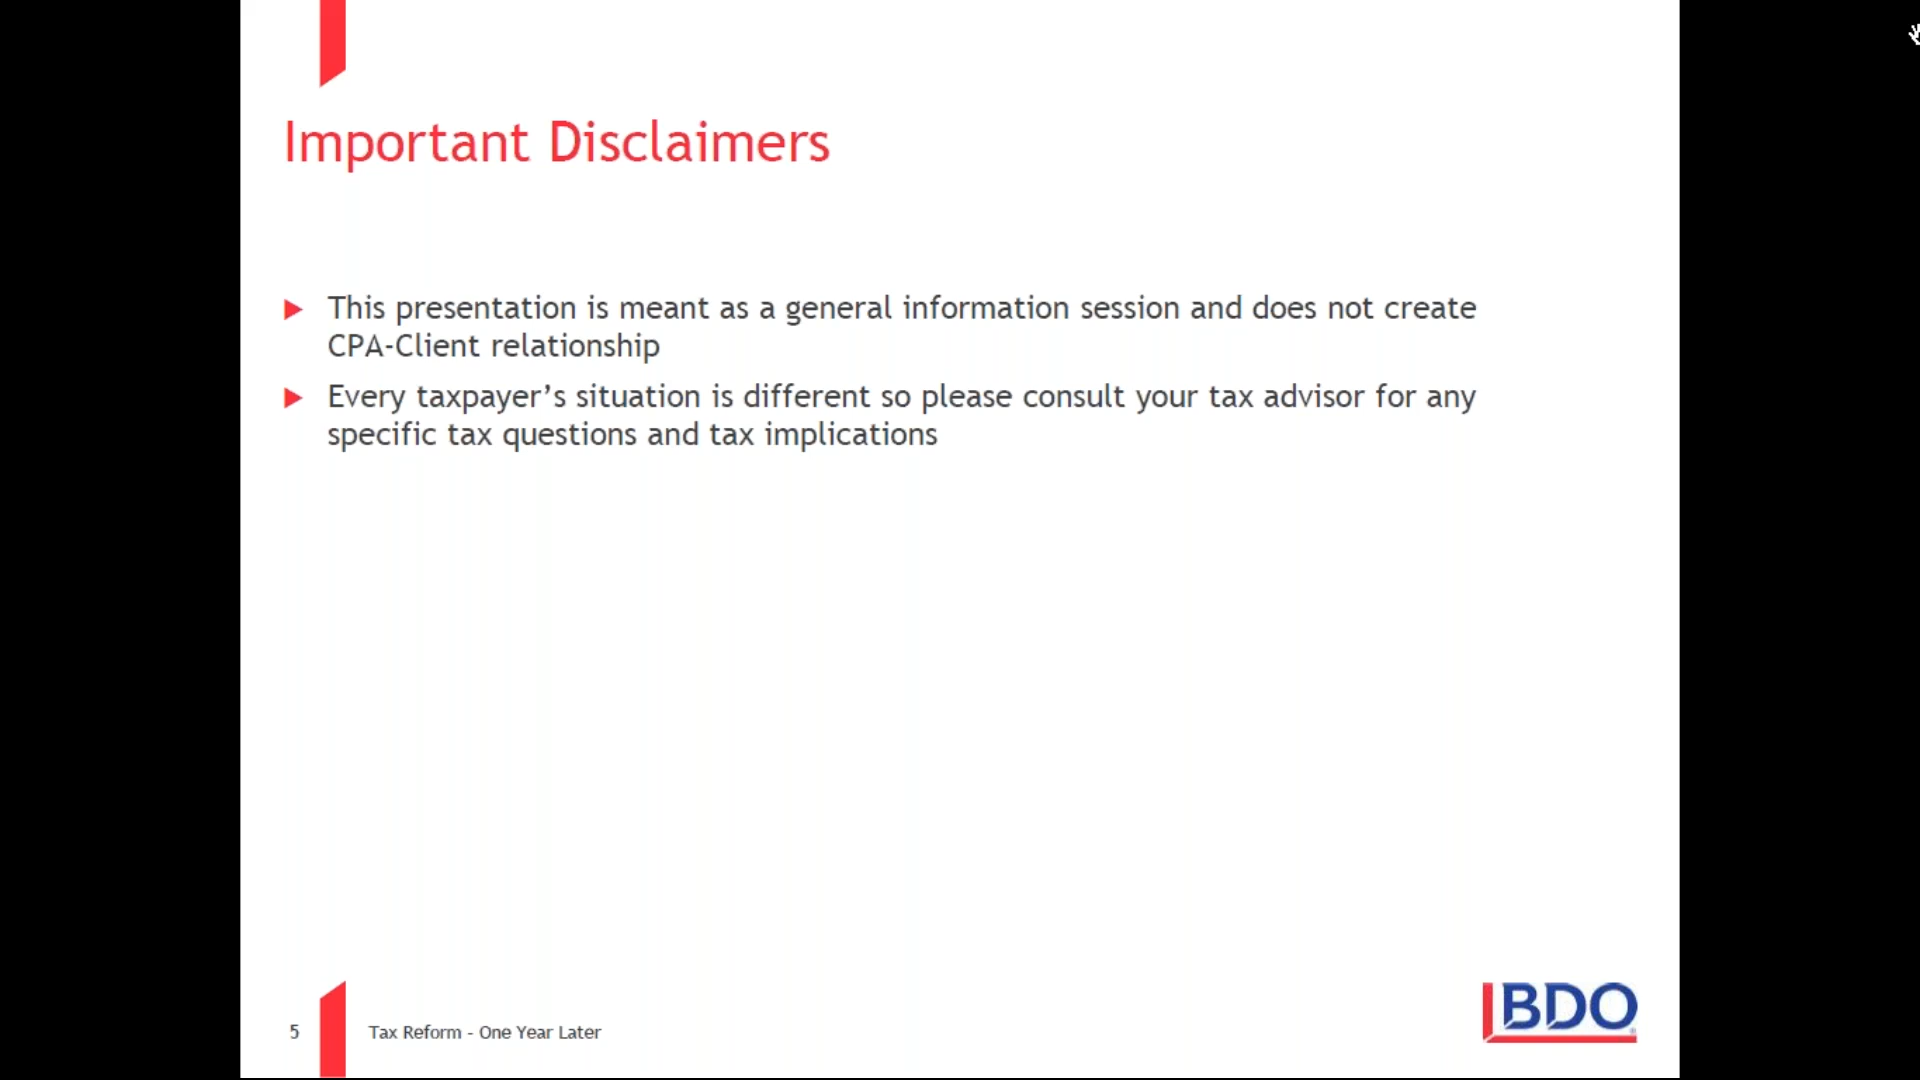 Important Disclaimers
This presentation is meant as a general information session and does not create
CPA-Client relationship
Every taxpayer’s situation is different so please consult your tax advisor for any
specific tax questions and tax implications
5
Tax Reform - One Year Later
BDO